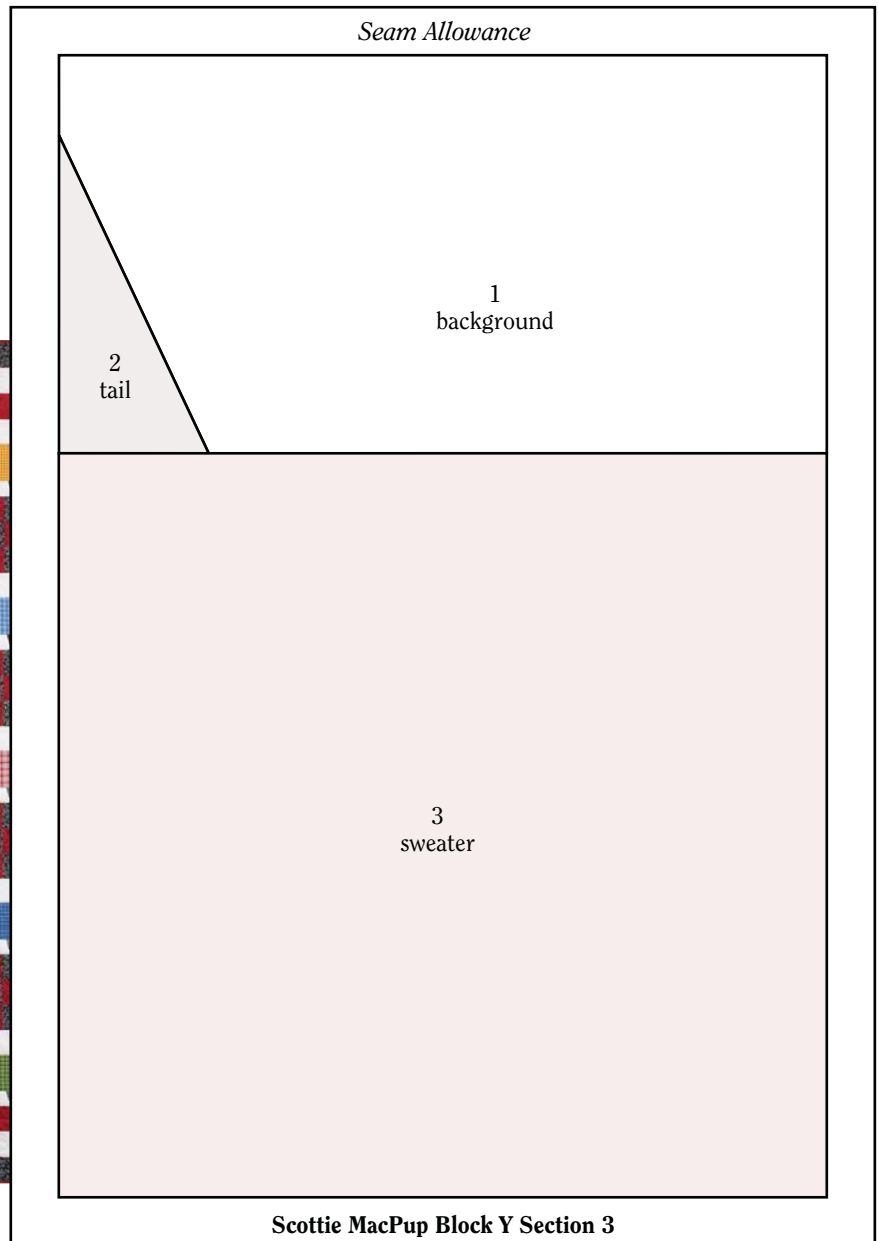 Seam Allowance
1
background
2
tail
3
sweater
Scottie MacPup Block Y Section 3